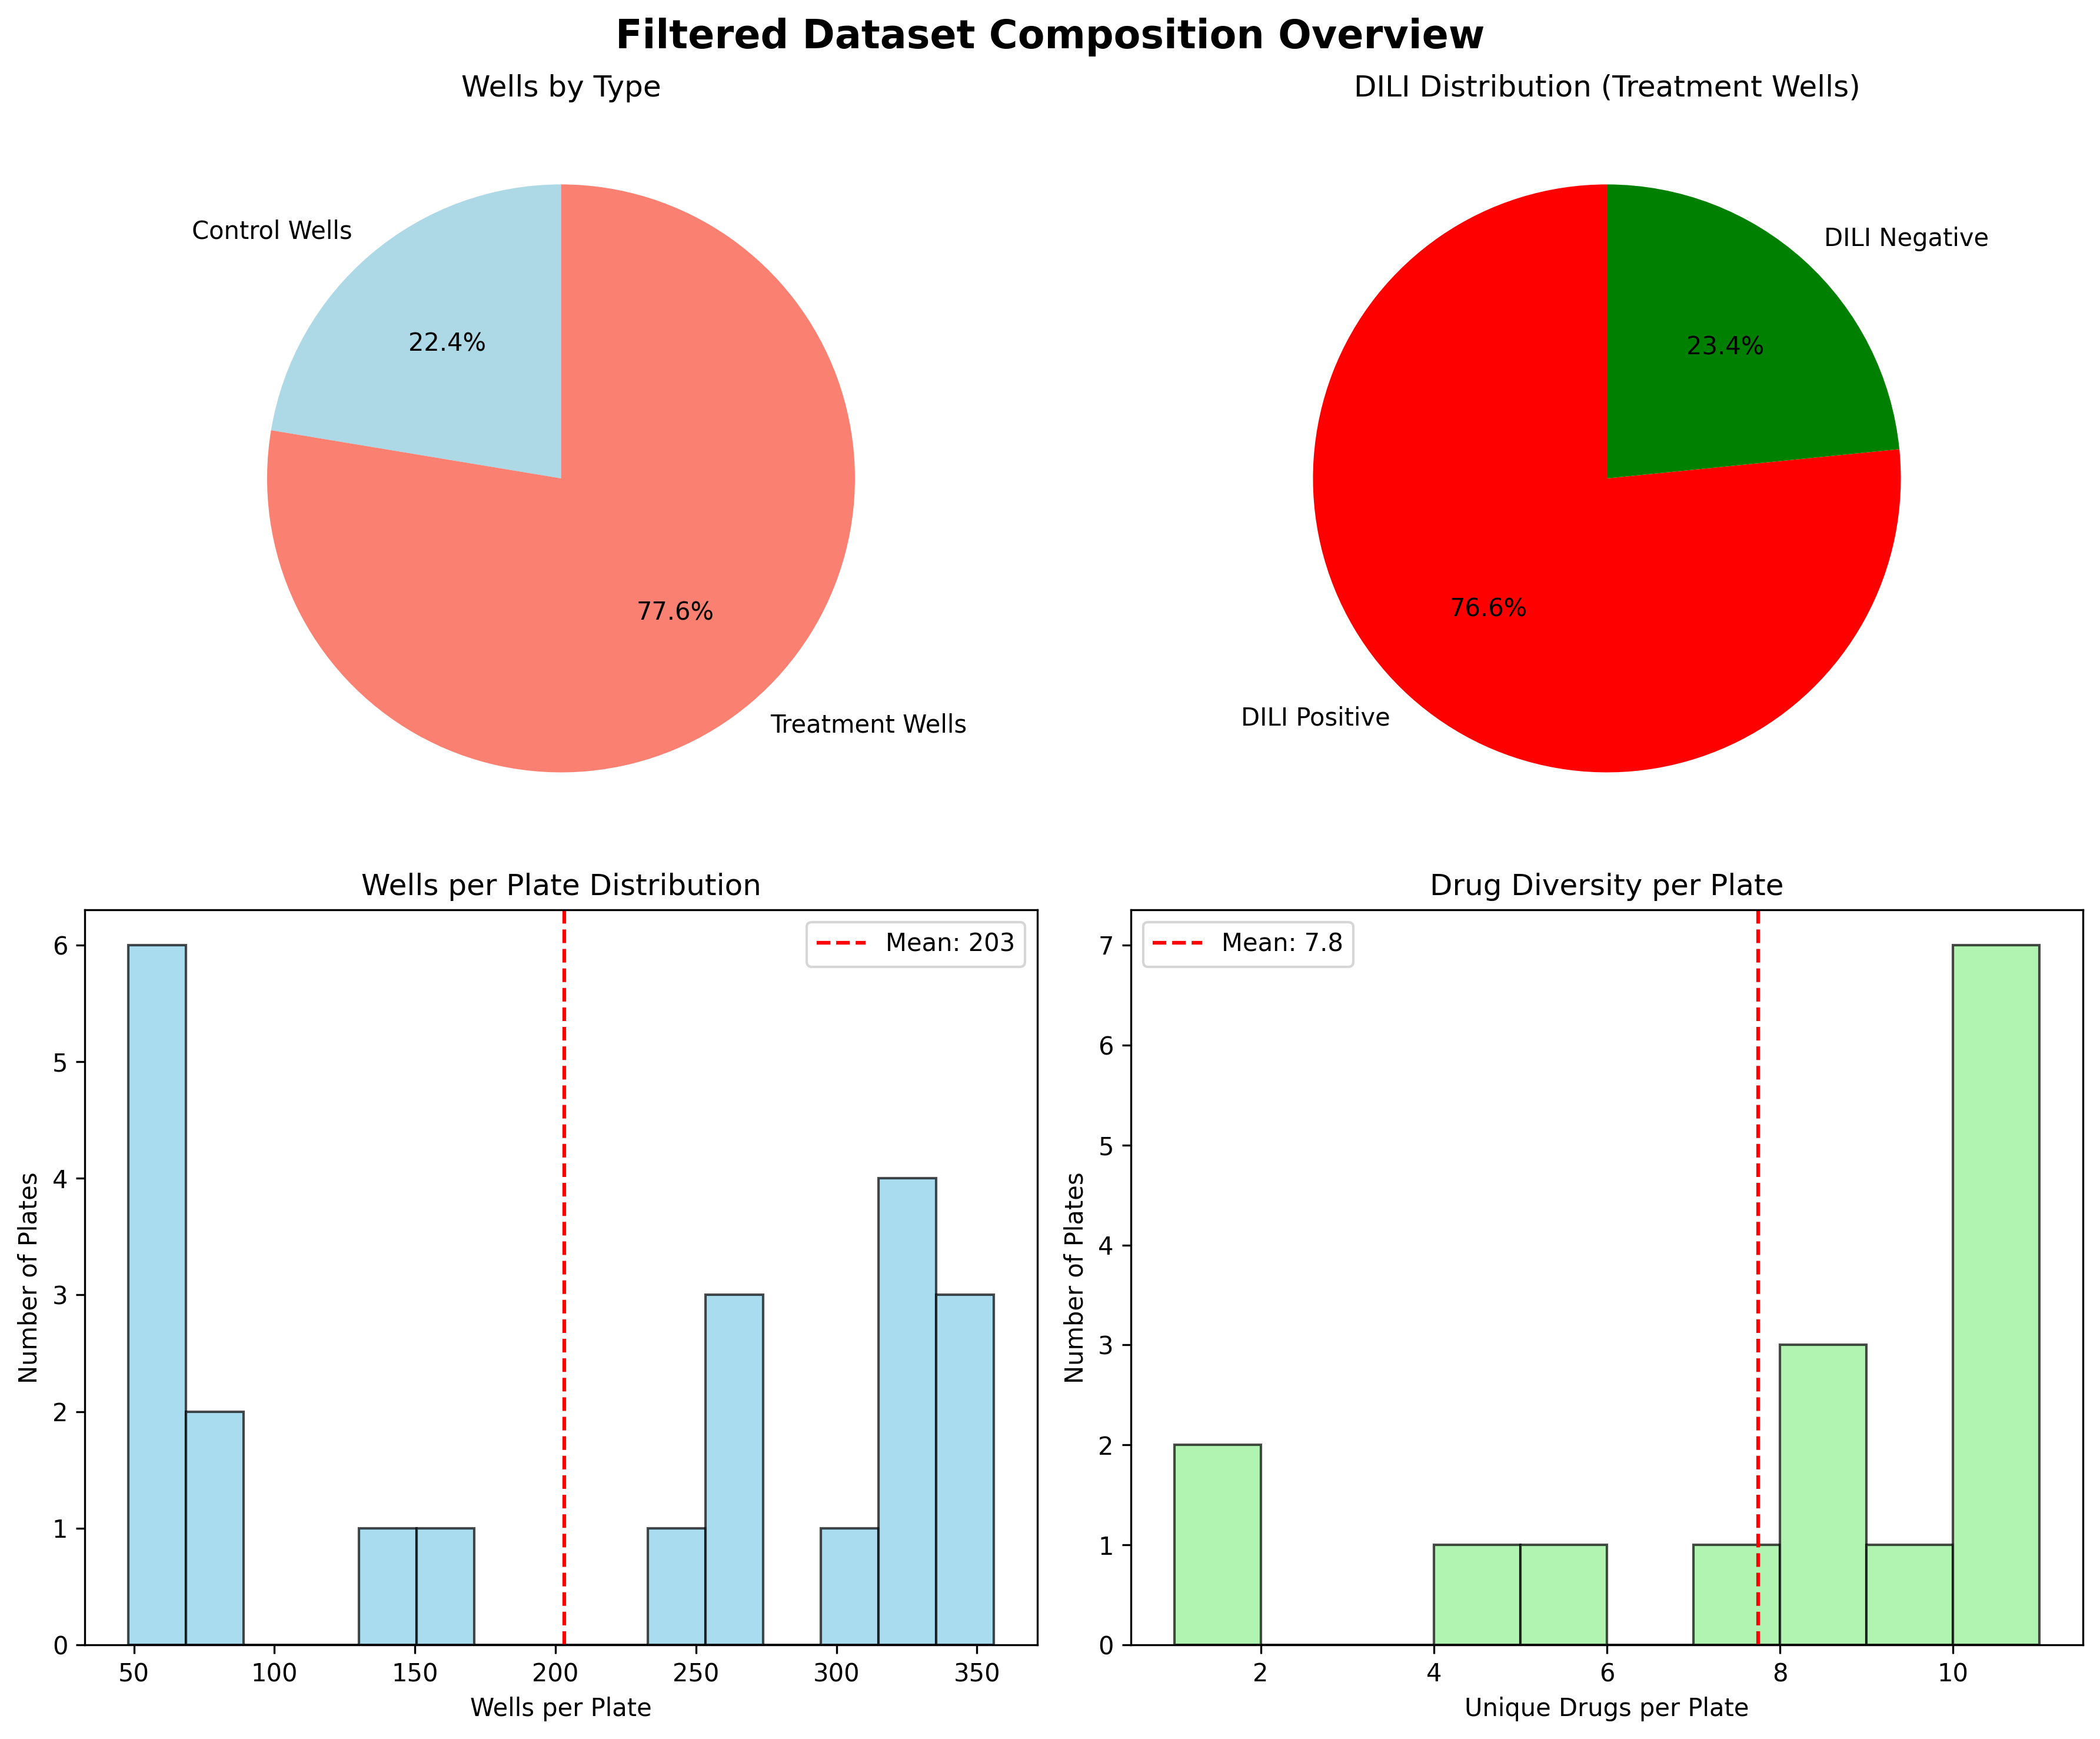 Filtered Dataset Composition Overview
Wells by Type
Control Wells
22.4%
77.6%
Treatment Wells
DILI Distribution (Treatment Wells)
DILI Negative
23.4%
76.6%
DILI Positive
Wells per Plate Distribution
Mean: 203
Number of Plates
6
5
4
3
2
1
0
50 100 150 200 250 300 350
Wells per Plate
Drug Diversity per Plate
Mean: 7.8
Number of Plates
7
6
5
4
3
2
1
0
2 4 6 8 10
Unique Drugs per Plate